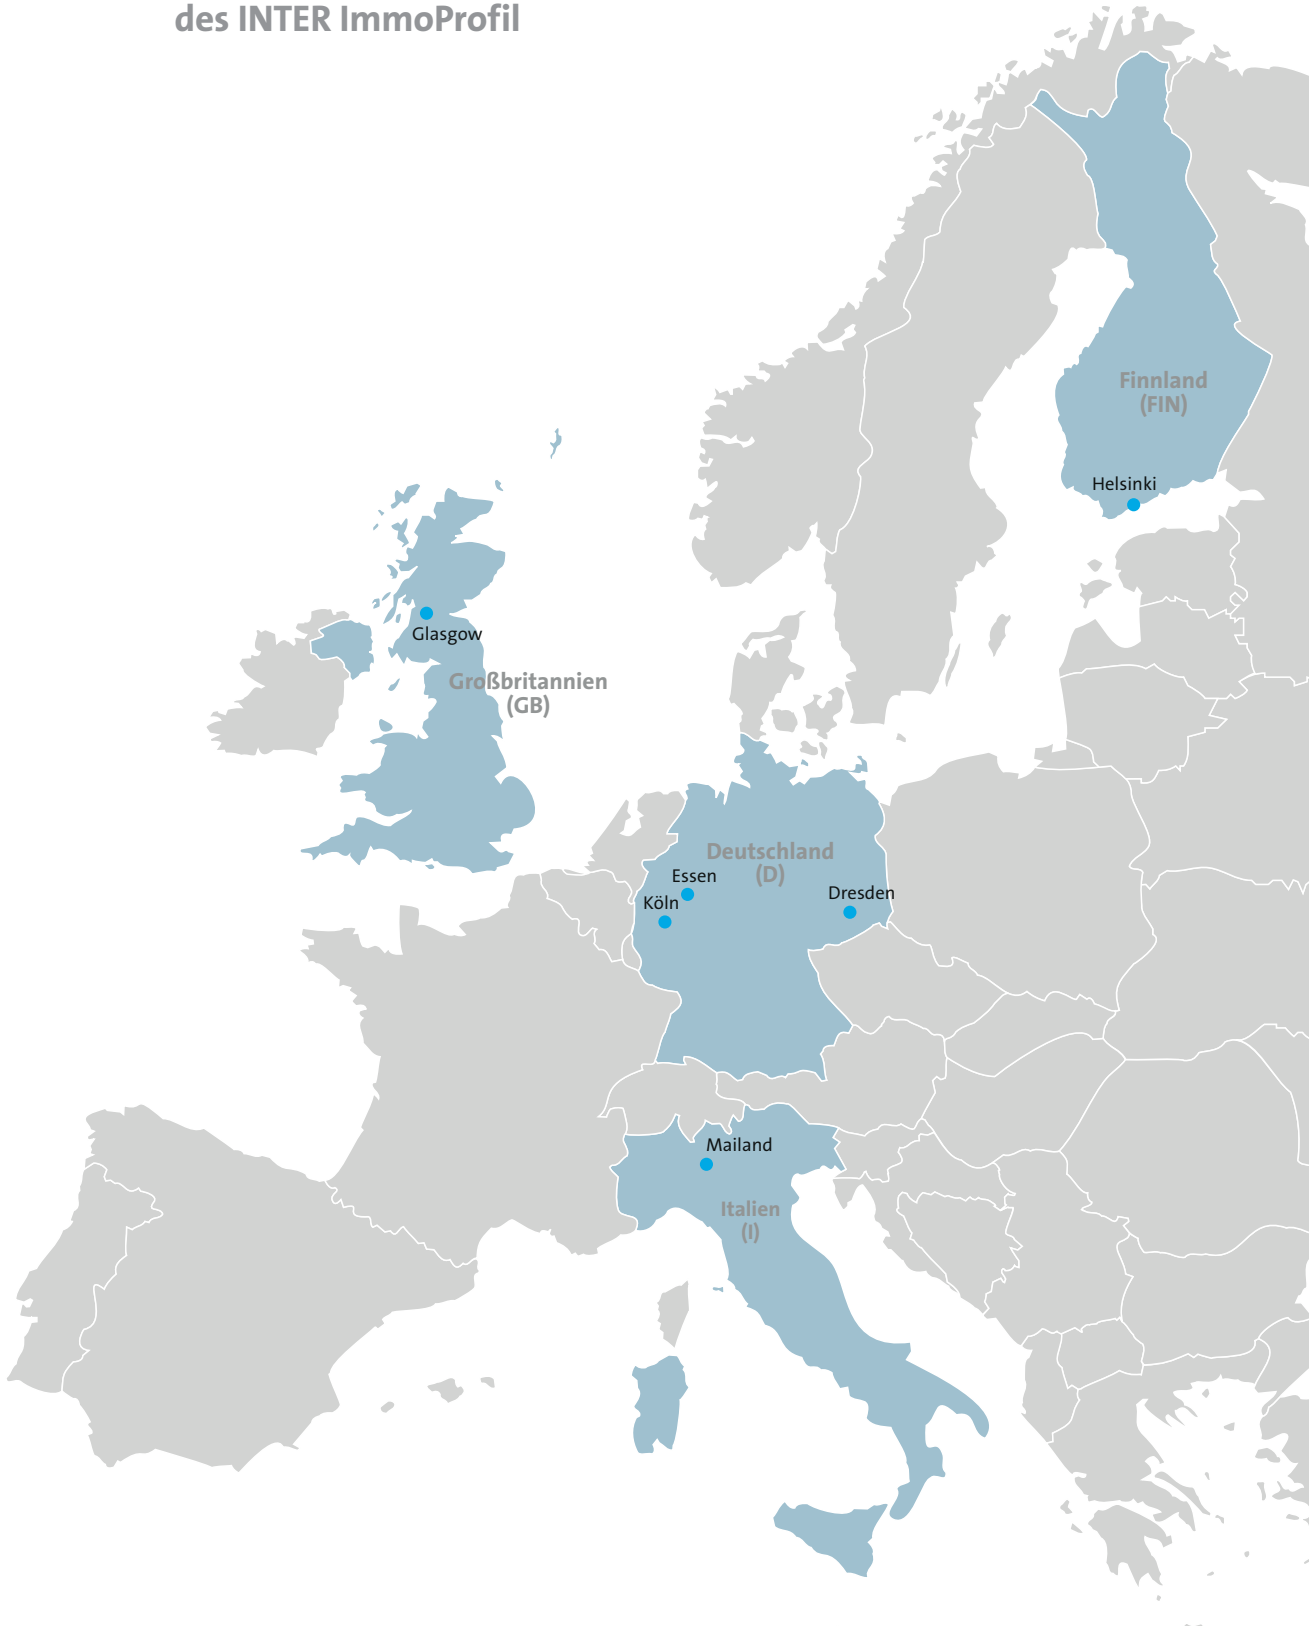 des INTER ImmoProfil
Finnland
(FIN)
Helsinki
Glasgow
Großbritannien
(GB)
Deutschland
(D)
Essen
Köln
Dresden
Mailand
Italien
(I)